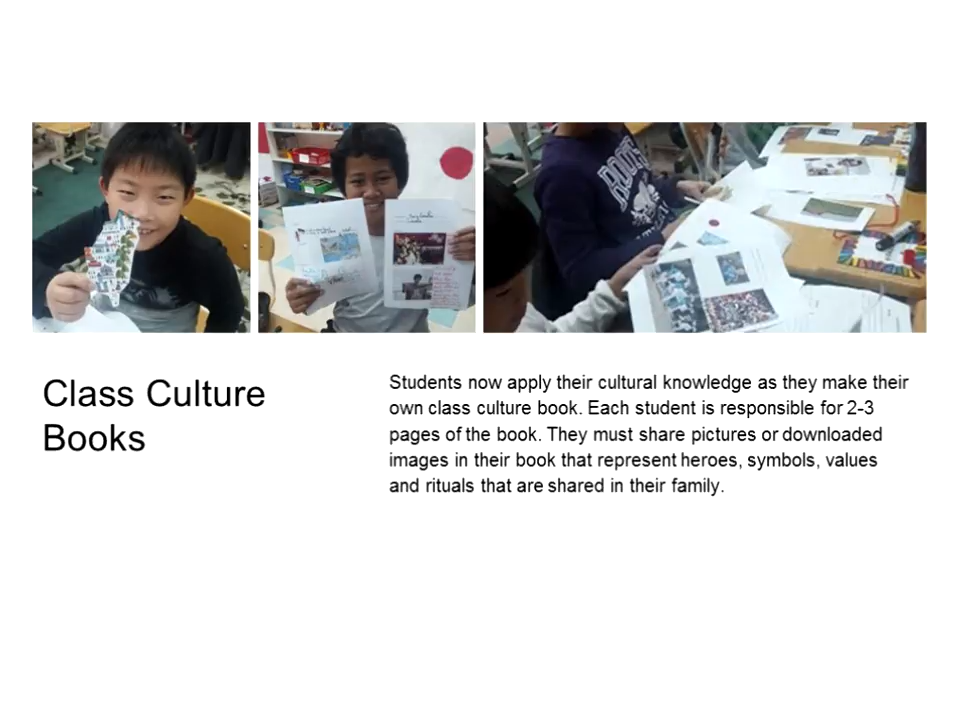 ROOTS
Class Culture
Books
Students now apply their cultural knowledge as they make their
own class culture book. Each student is responsible for 2-3
pages of the book. They must share pictures or downloaded
images in their book that represent heroes, symbols, values
and rituals that are shared in their family.